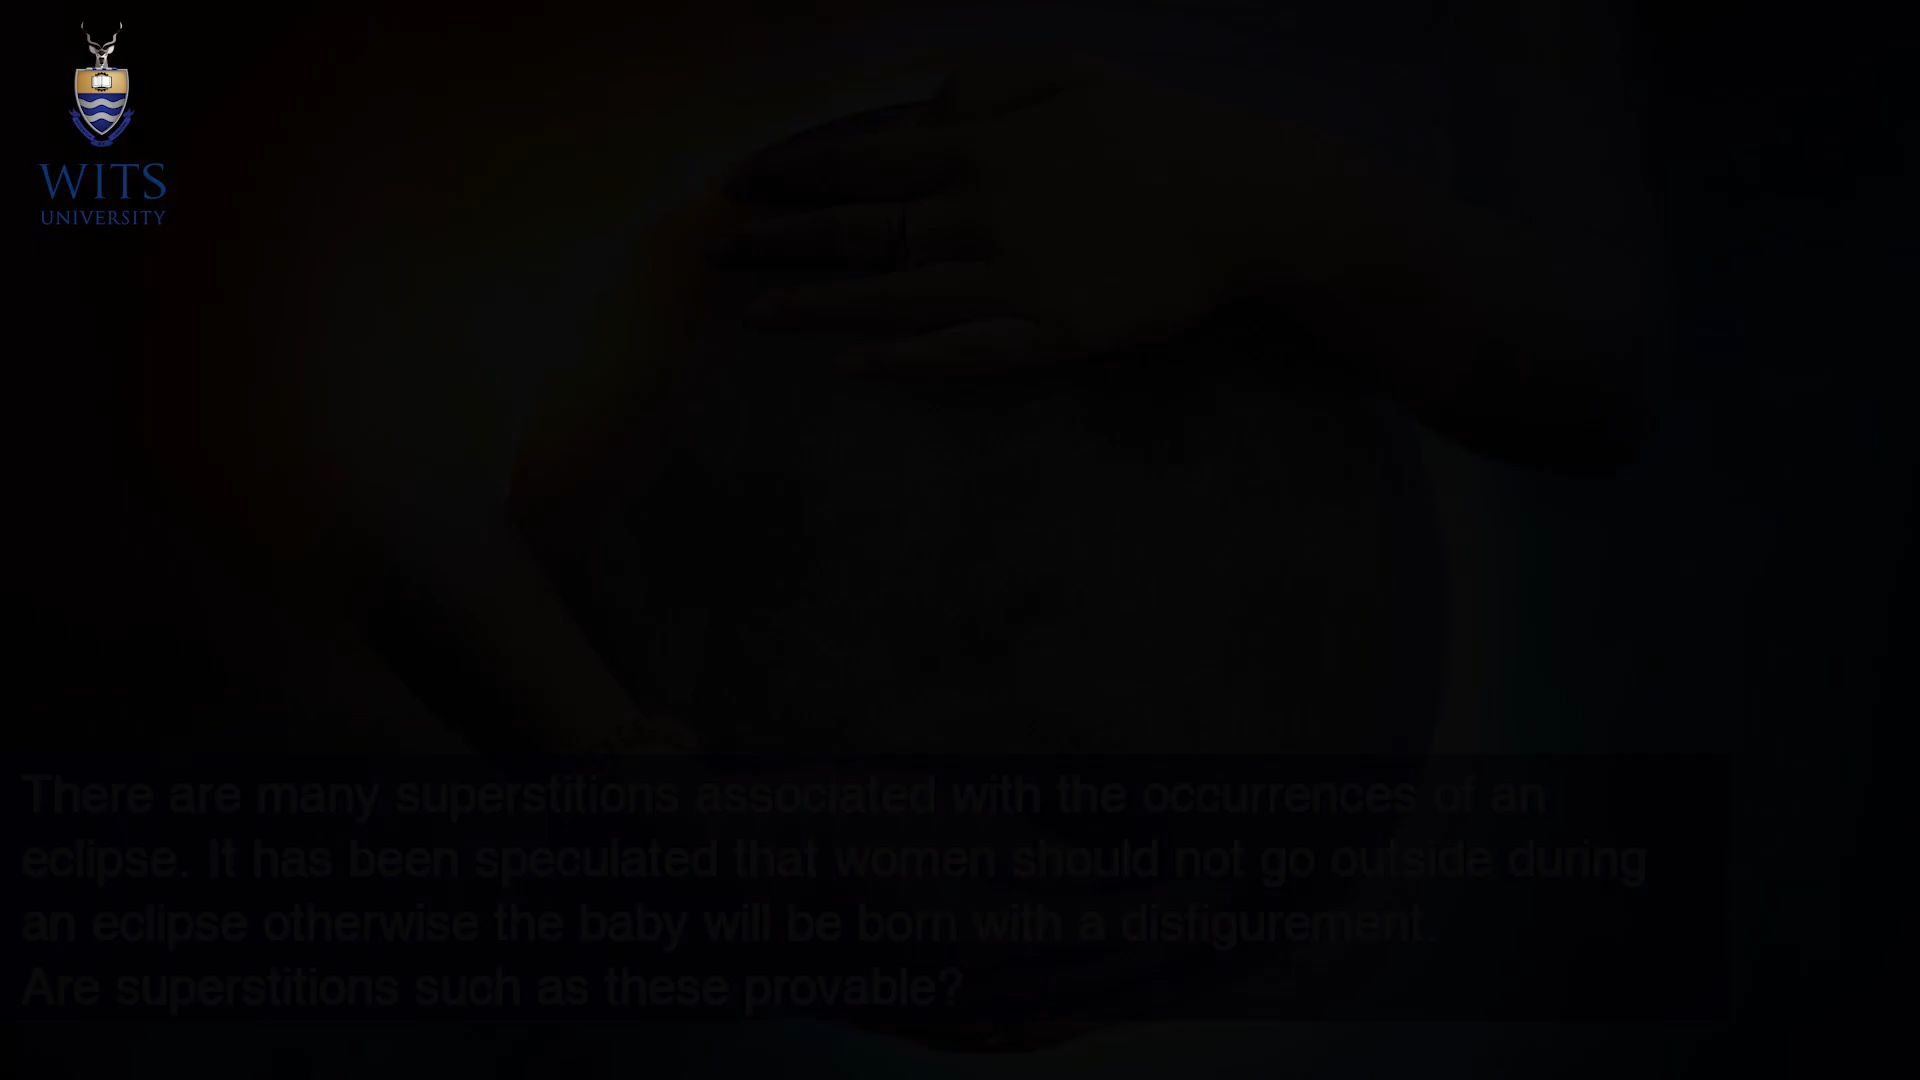 WITS
UNIVERSITY
There are many superstitions associated with the occurrences of an
eclipse. It has been speculated that women should not go outside during
an eclipse otherwise the baby will be born with a disfigurement.
Are superstitions such as these provable?